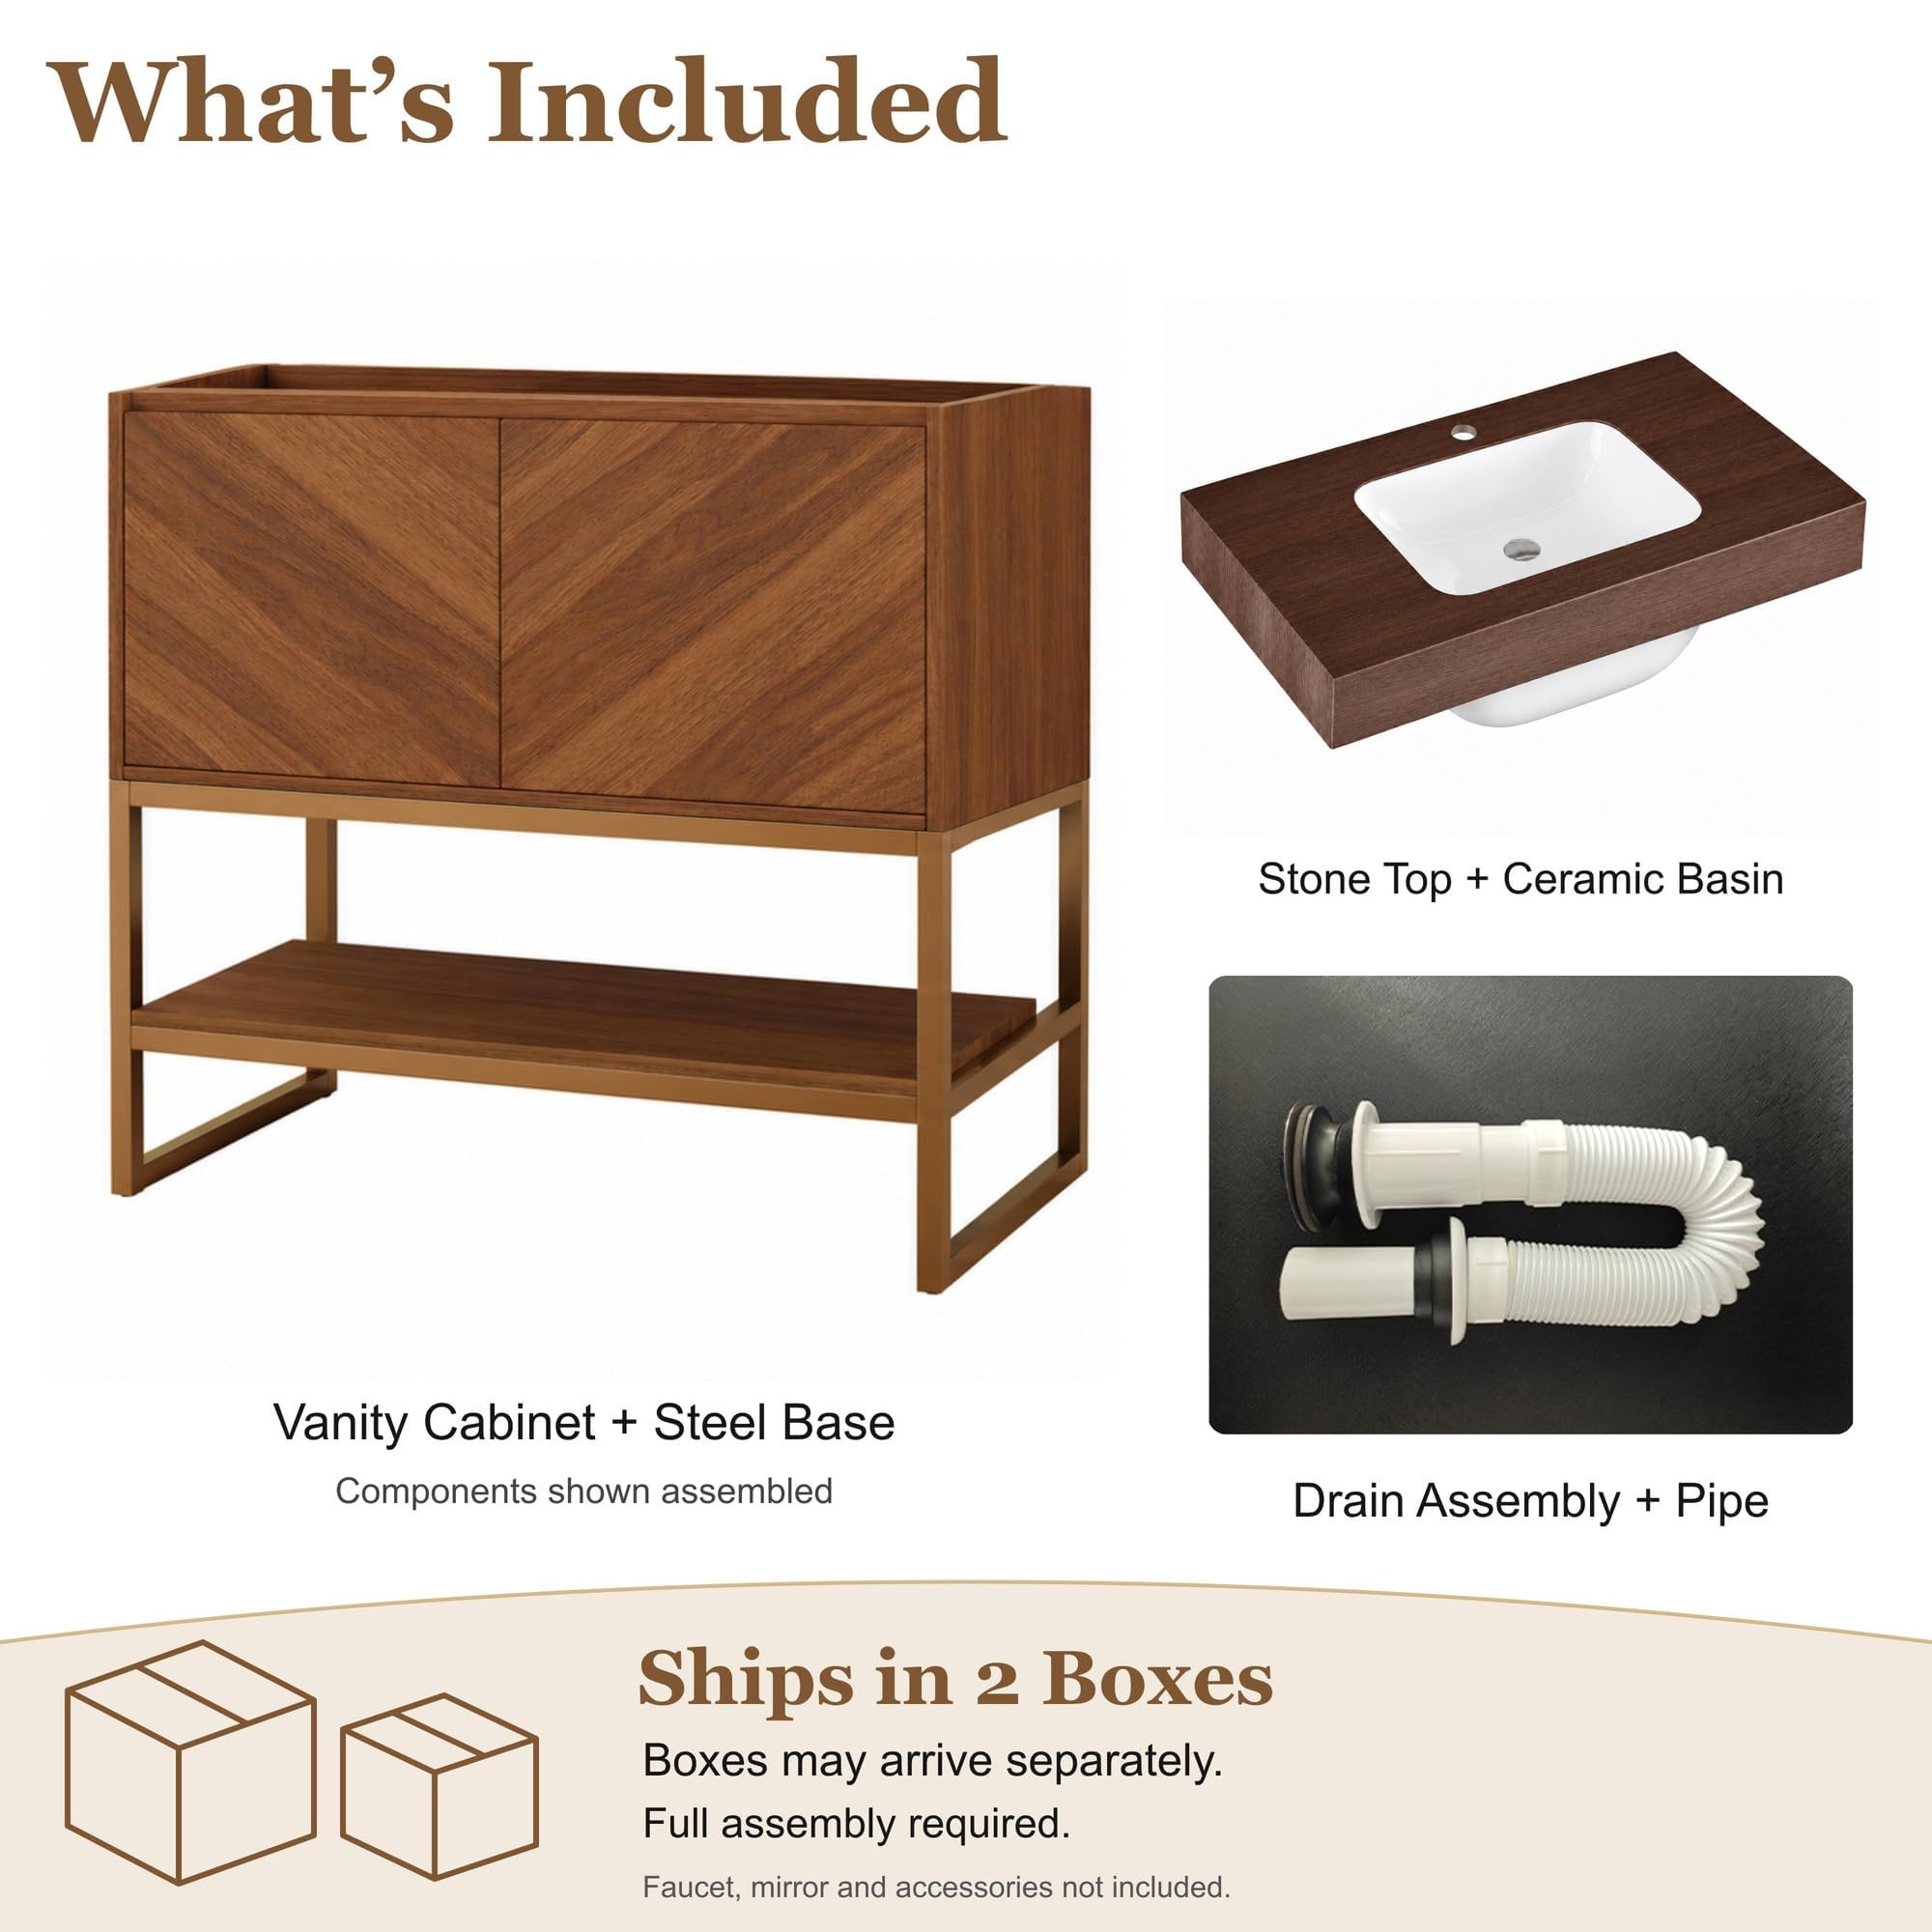 What’s Included
Stone Top + Ceramic Basin
Vanity Cabinet + Steel Base
Components shown assembled
Drain Assembly + Pipe
Ships in 2 Boxes
Boxes may arrive separately.
Full assembly required.
Faucet, mirror and accessories not included.